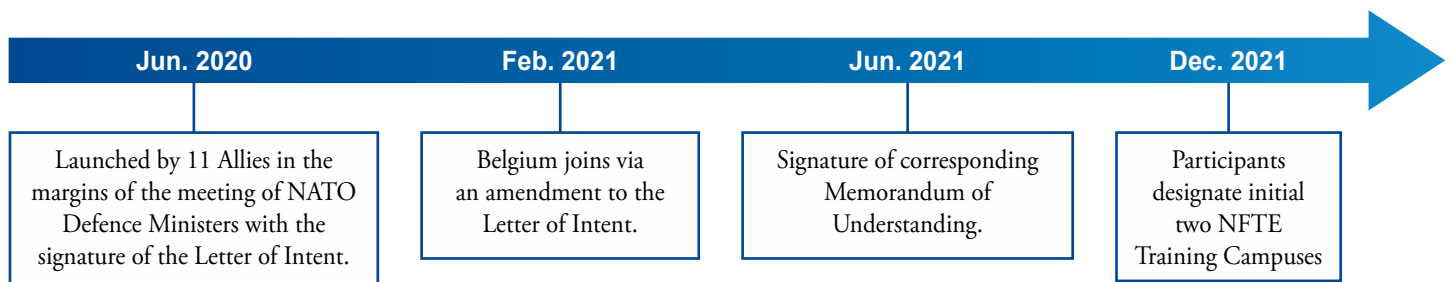 Jun. 2020
Feb. 2021
Jun. 2021
Dec. 2021
Launched by 11 Allies in the
margins of the meeting of NATO
Defence Ministers with the
signature of the Letter of Intent.
Belgium joins via
an amendment to the
Letter of Intent.
Signature of corresponding
Memorandum of
Understanding.
Participants
designate initial
two NFTE
Training Campuses